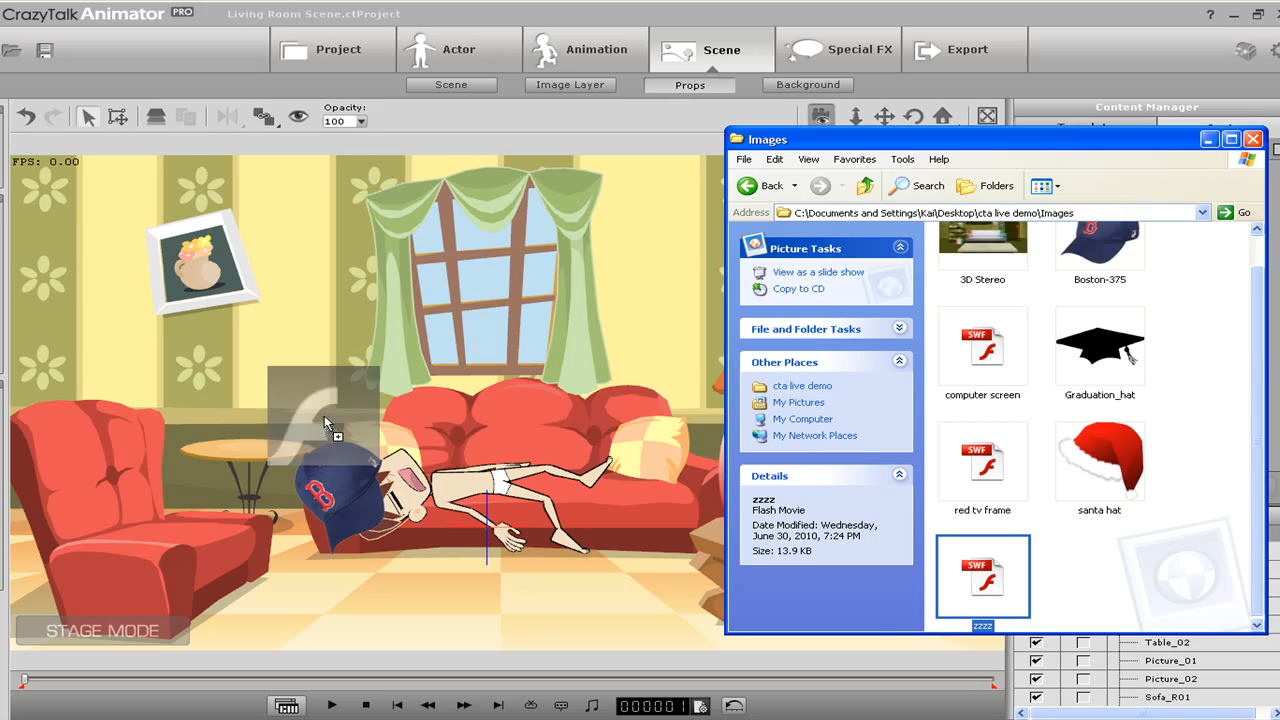 CrazyTalk Animator PRO Living Room Scene.ctProject
Project Actor Animation Scene Special FX Export
Scene Image Layer Props Background
Opacity:
100
Content Manager
FPS: 0.00
Images
File Edit View Favorites Tools Help
Back Search Folders
Address C:\Documents and Settings\Kai\Desktop\cta live demo\Images Go
Picture Tasks
View as a slide show
Copy to CD
File and Folder Tasks
Other Places
cta live demo
My Pictures
My Computer
My Network Places
Details
zzzz
Flash Movie
Date Modified: Wednesday,
June 30, 2010, 7:24 PM
Size: 13.9 KB
3D Stereo Boston-375
SWF
computer screen Graduation_hat
SWF
red tv frame santa hat
SWF
zzzz
B
STAGE MODE
Table_02
Picture_01
Picture_02
Sofa_R01
000001